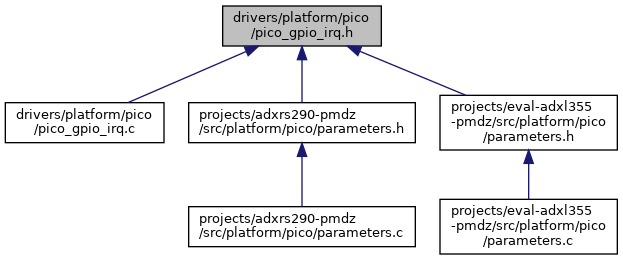 drivers/platform/pico
/pico_gpio_irq.h
drivers/platform/pico
/pico_gpio_irq.c
projects/adxrs290-pmdz
/src/platform/pico/parameters.h
projects/eval-adxl355
-pmdz/src/platform/pico
/parameters.h
projects/adxrs290-pmdz
/src/platform/pico/parameters.c
projects/eval-adxl355
-pmdz/src/platform/pico
/parameters.c